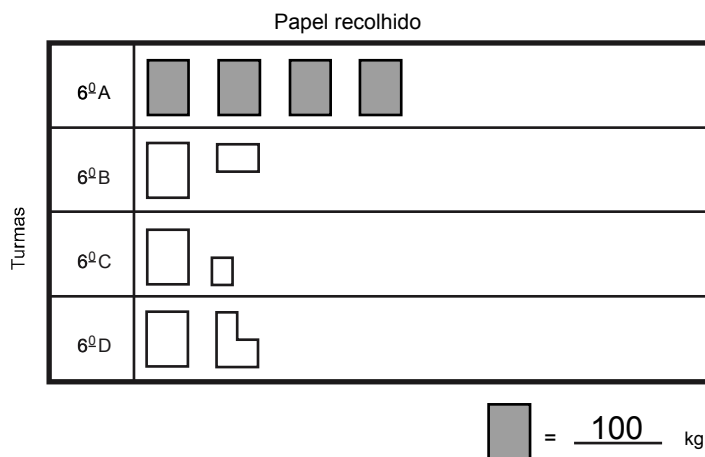 Papel recolhido
Turmas
6º A
6º B
6º C
6º D
= 100 kg